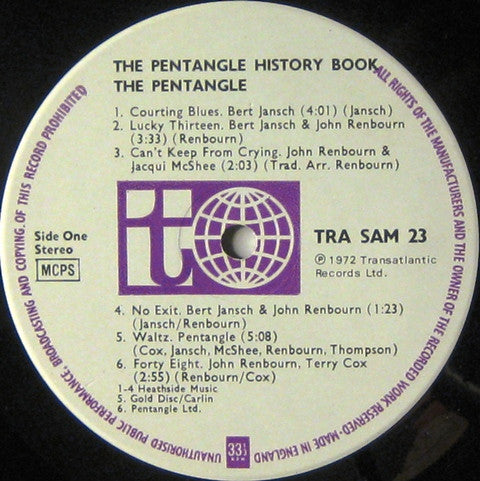 THE PENTANGLE HISTORY BOOK
THE PENTANGLE
1. Courting Blues. Bert Jansch (4:01) (Jansch)
2. Lucky Thirteen. Bert Jansch & John Renbourn
(3:33) (Renbourn)
3. Can't Keep From Crying. John Renbourn &
Jacqui McShee (2:03) (Trad. Arr. Renbourn)
Side One
Stereo
MCPS
it
TRA SAM 23
℗ 1972 Transatlantic
Records Ltd.
4. No Exit. Bert Jansch & John Renbourn (1:23)
(Jansch/Renbourn)
5. Waltz. Pentangle (5:08)
(Cox, Jansch, McShee, Renbourn, Thompson)
6. Forty Eight. John Renbourn, Terry Cox
(2:55) (Renbourn/Cox)
1-4 Heathside Music
5. Gold Disc/Carlin
6. Pentangle Ltd.
33⅓
RPM
ALL RIGHTS OF THE MANUFACTURERS AND THE OWNER OF THE RECORDED WORK RESERVED-MADE IN ENGLAND
UNAUTHORISED PUBLIC PERFORMANCE, BROADCASTING AND COPYING, OF THIS RECORD PROHIBITED